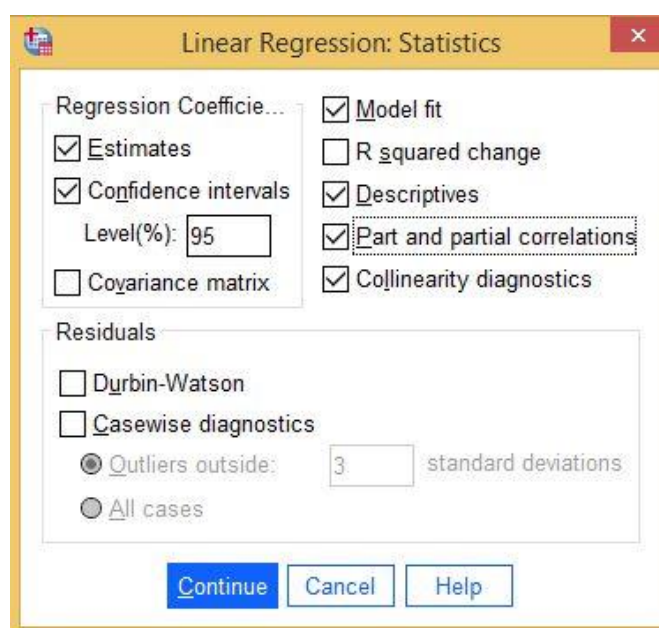 Linear Regression: Statistics
Regression Coefficie...
Estimates
Confidence intervals
Level(%): 95
Covariance matrix
Model fit
R squared change
Descriptives
Part and partial correlations
Collinearity diagnostics
Residuals
Durbin-Watson
Casewise diagnostics
Outliers outside: 3 standard deviations
All cases
Continue Cancel Help